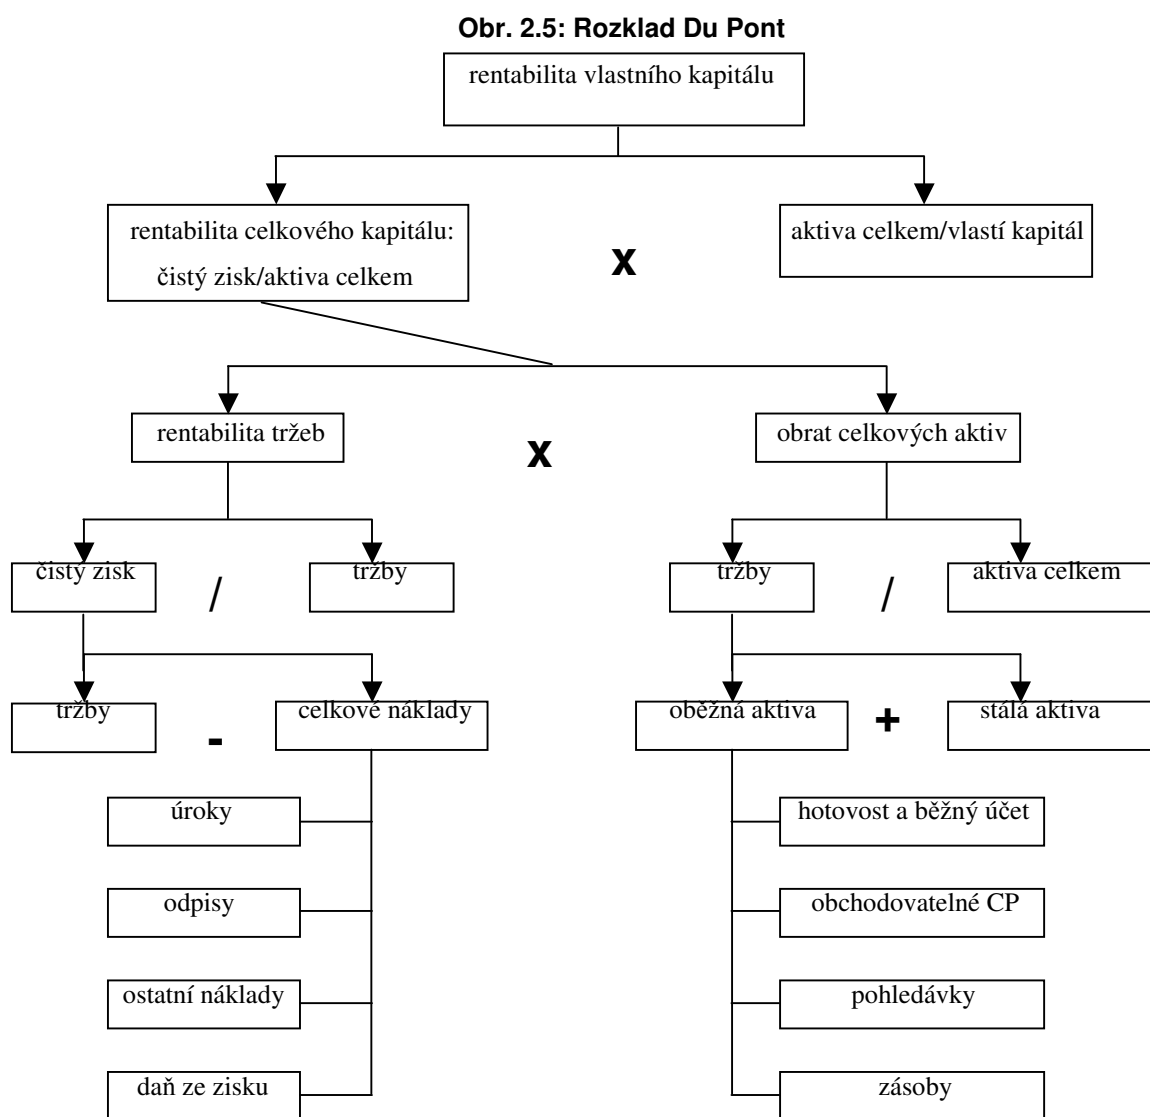 Obr. 2.5: Rozklad Du Pont
rentabilita vlastního kapitálu
rentabilita celkového kapitálu:
čistý zisk/aktiva celkem
x
aktiva celkem/vlastí kapitál
rentabilita tržeb
x
obrat celkových aktiv
čistý zisk
/
tržby
tržby
/
aktiva celkem
tržby
-
celkové náklady
oběžná aktiva
+
stálá aktiva
úroky
hotovost a běžný účet
odpisy
obchodovatelné CP
ostatní náklady
pohledávky
daň ze zisku
zásoby